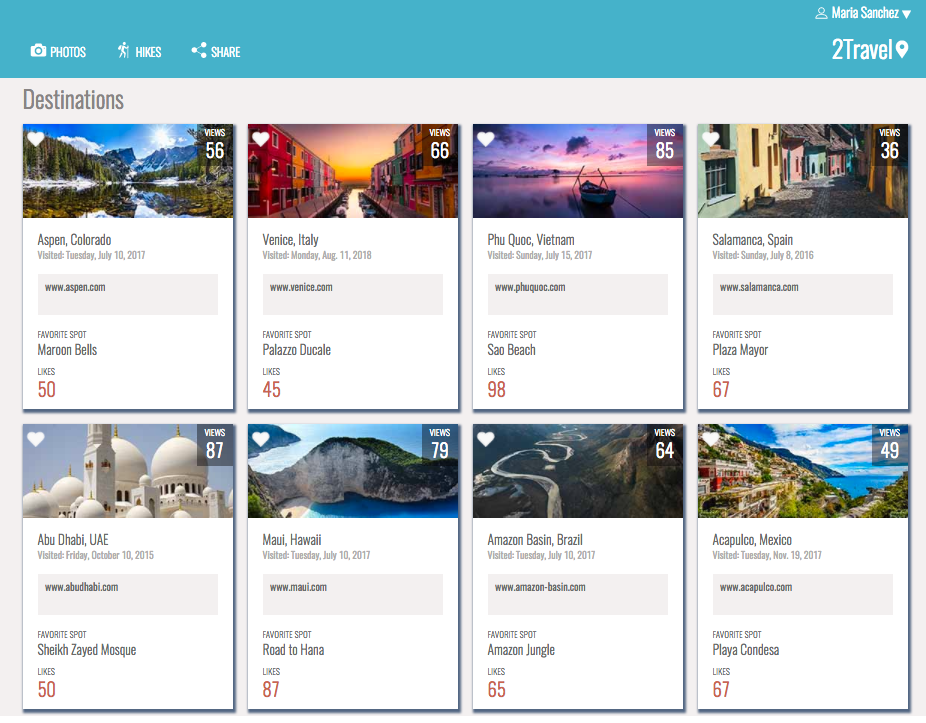 Maria Sanchez
PHOTOS HIKES SHARE 2Travel
Destinations
VIEWS
56
Aspen, Colorado
Visited: Tuesday, July 10, 2017
www.aspen.com
FAVORITE SPOT
Maroon Bells
LIKES
50
VIEWS
66
Venice, Italy
Visited: Monday, Aug. 11, 2018
www.venice.com
FAVORITE SPOT
Palazzo Ducale
LIKES
45
VIEWS
85
Phu Quoc, Vietnam
Visited: Sunday, July 15, 2017
www.phuquoc.com
FAVORITE SPOT
Sao Beach
LIKES
98
VIEWS
36
Salamanca, Spain
Visited: Sunday, July 8, 2016
www.salamanca.com
FAVORITE SPOT
Plaza Mayor
LIKES
67
VIEWS
87
Abu Dhabi, UAE
Visited: Friday, October 10, 2015
www.abudhabi.com
FAVORITE SPOT
Sheikh Zayed Mosque
LIKES
50
VIEWS
79
Maui, Hawaii
Visited: Tuesday, July 10, 2017
www.maui.com
FAVORITE SPOT
Road to Hana
LIKES
87
VIEWS
64
Amazon Basin, Brazil
Visited: Tuesday, July 10, 2017
www.amazon-basin.com
FAVORITE SPOT
Amazon Jungle
LIKES
65
VIEWS
49
Acapulco, Mexico
Visited: Tuesday, Nov. 19, 2017
www.acapulco.com
FAVORITE SPOT
Playa Condesa
LIKES
67